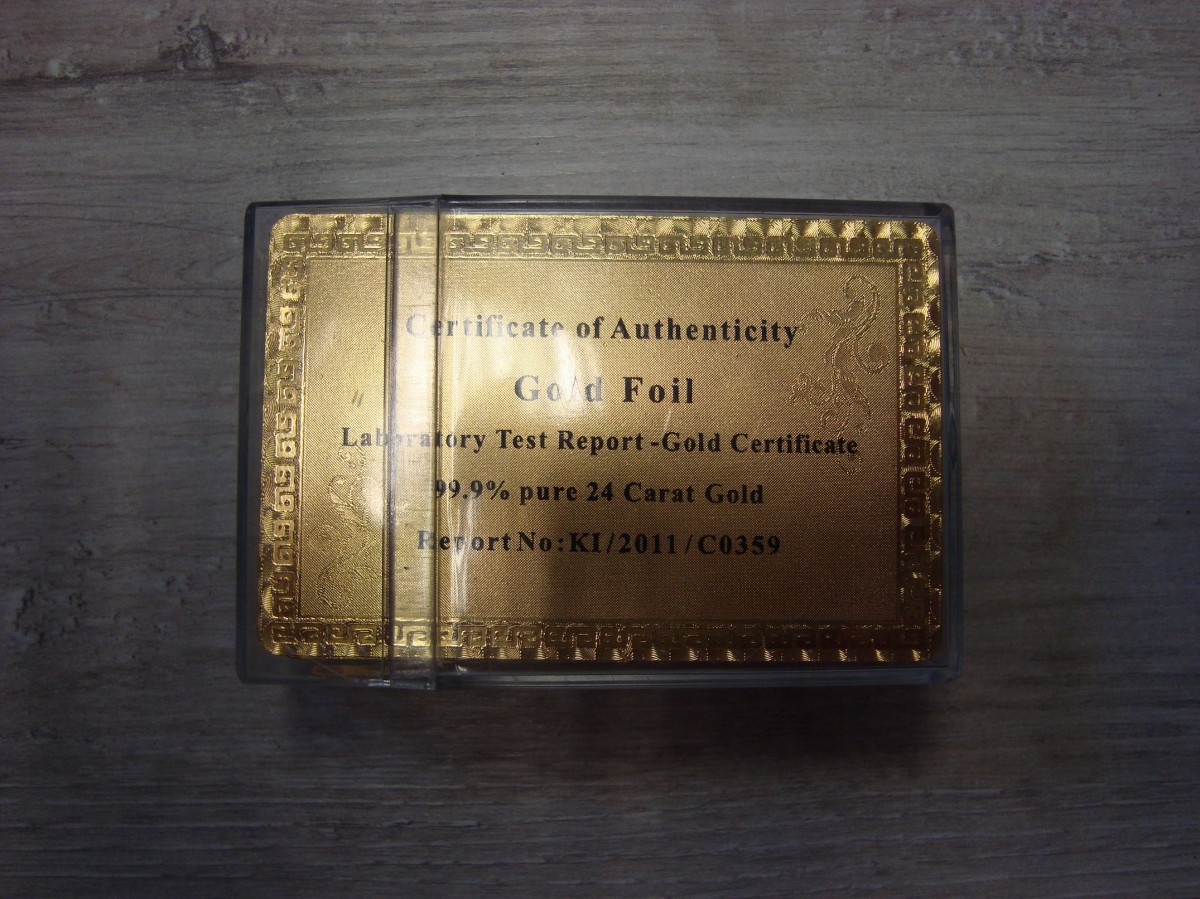 Certificate of Authenticity
Gold Foil
Laboratory Test Report-Gold Certificate
99.9% pure 24 Carat Gold
Report No:KI/2011/C0359